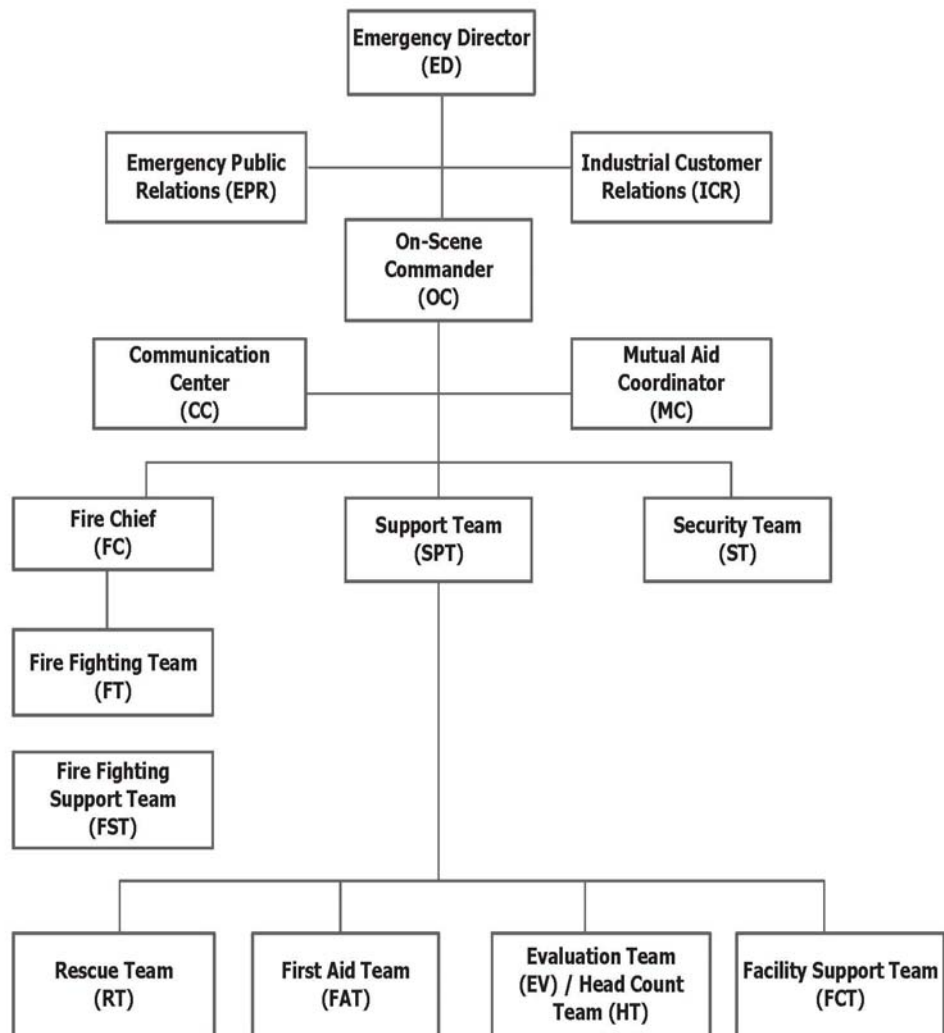 Emergency Director
(ED)
Emergency Public
Relations (EPR)
Industrial Customer
Relations (ICR)
On-Scene
Commander
(OC)
Communication
Center
(CC)
Mutual Aid
Coordinator
(MC)
Fire Chief
(FC)
Support Team
(SPT)
Security Team
(ST)
Fire Fighting Team
(FT)
Fire Fighting
Support Team
(FST)
Rescue Team
(RT)
First Aid Team
(FAT)
Evaluation Team
(EV) / Head Count
Team (HT)
Facility Support Team
(FCT)